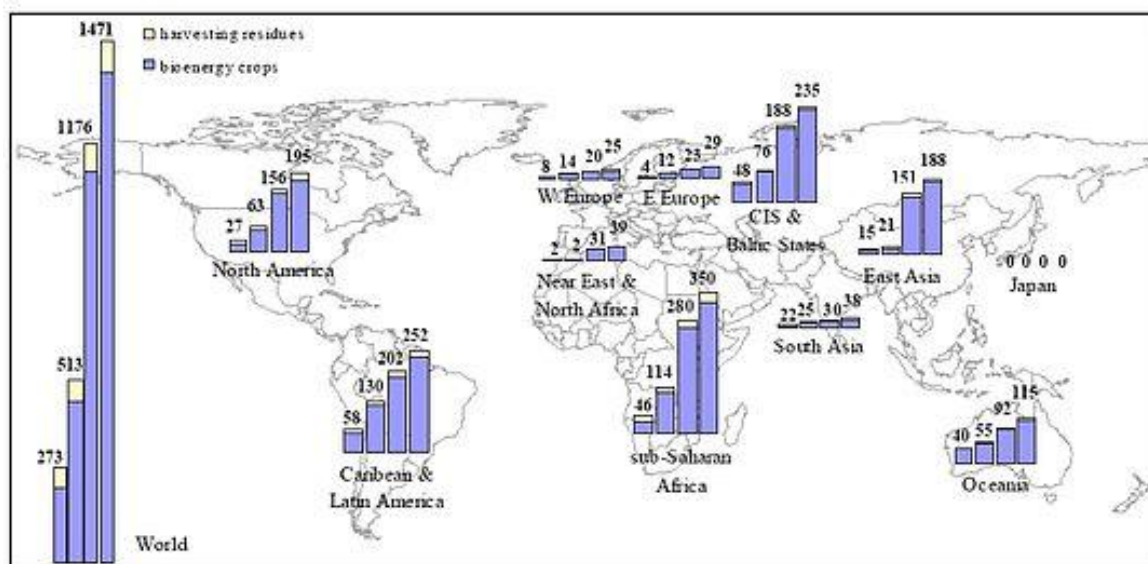 1471
harvesting residues
bioenergy crops
1176
513
273
World
27 63 156 195
North America
58 130 202 252
Caribean &
Latin America
8 14 20 25
W.Europe
4 12 23 29
E Europe
48 76 188 235
CIS &
Baltic States
2 2 31 39
Near East &
North Africa
46 114 280 350
sub-Saharan
Africa
15 21 151 188
East Asia
0 0 0 0
Japan
22 25 30 38
South Asia
40 55 92 115
Oceania